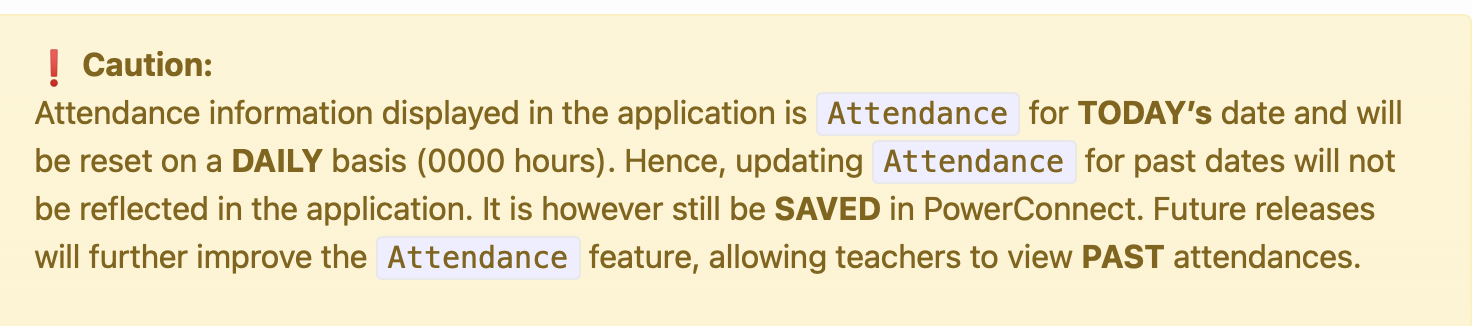 ❗ Caution:
Attendance information displayed in the application is Attendance for TODAY’s date and will
be reset on a DAILY basis (0000 hours). Hence, updating Attendance for past dates will not
be reflected in the application. It is however still be SAVED in PowerConnect. Future releases
will further improve the Attendance feature, allowing teachers to view PAST attendances.